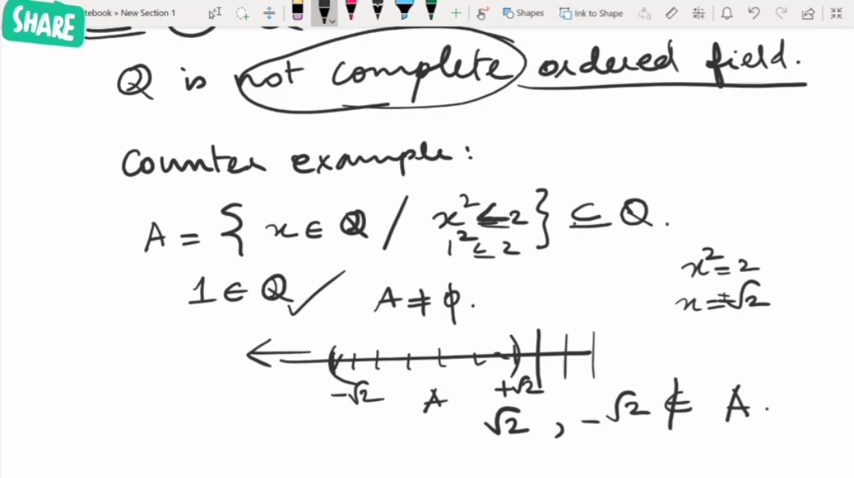 SHARE
tebook » New Section 1
Shapes
Ink to Shape
Q is not complete ordered field.
Counter example:
A = { x ∈ Q / x² ≤ 2 } ⊆ Q.
1² ≤ 2
x² = 2
1 ∈ Q ✓ A ≠ φ.
x = ±√2
-√2 A +√2
√2, -√2 ∉ A.